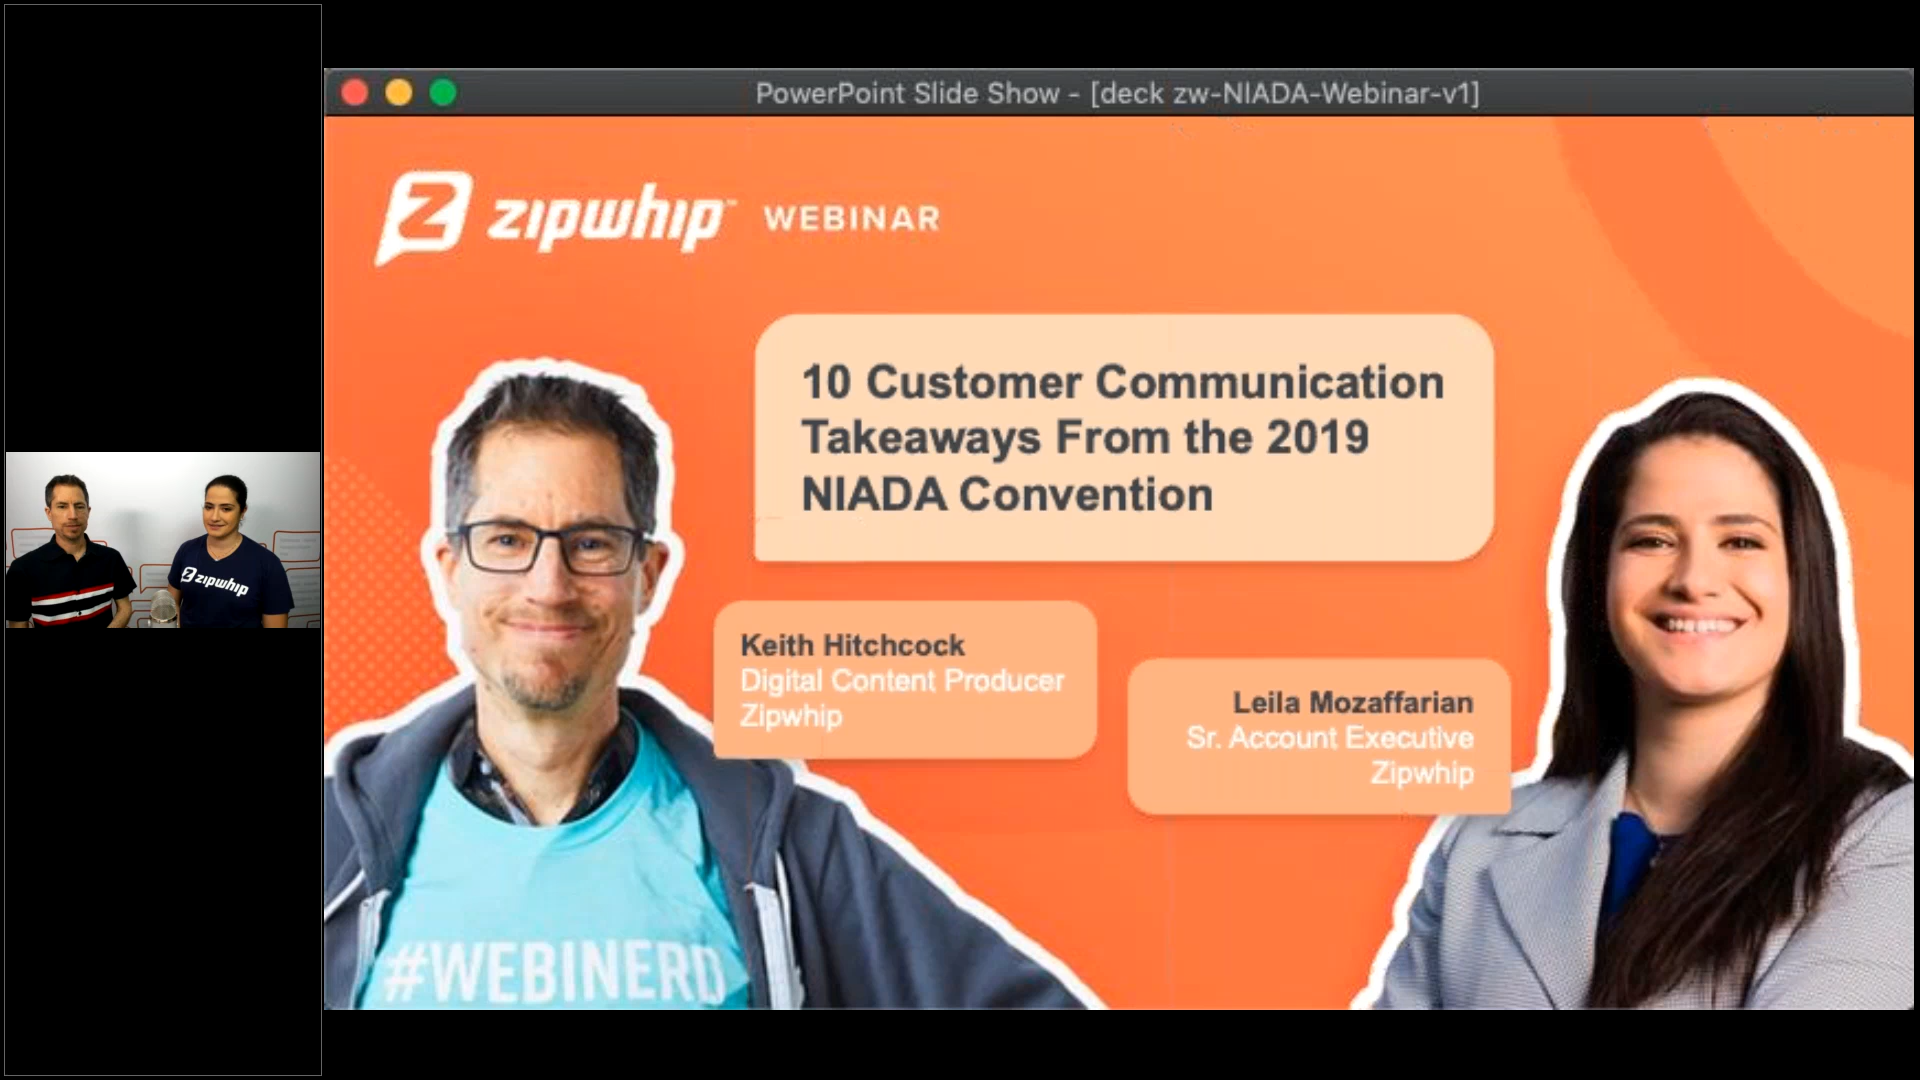 PowerPoint Slide Show - [deck zw-NIADA-Webinar-v1]
Z zipwhip™ WEBINAR
10 Customer Communication
Takeaways From the 2019
NIADA Convention
Keith Hitchcock
Digital Content Producer
Zipwhip
Leila Mozaffarian
Sr. Account Executive
Zipwhip
#WEBINERD
Z zipwhip